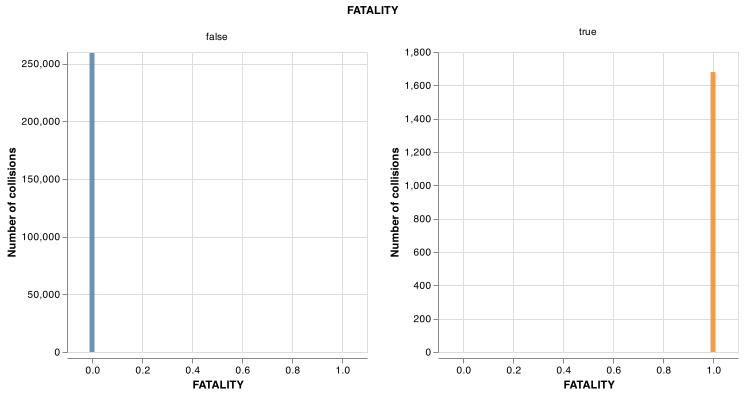 FATALITY
false
true
250,000
200,000
150,000
100,000
50,000
0
Number of collisions
0.0 0.2 0.4 0.6 0.8 1.0
FATALITY
1,800
1,600
1,400
1,200
1,000
800
600
400
200
0
Number of collisions
0.0 0.2 0.4 0.6 0.8 1.0
FATALITY